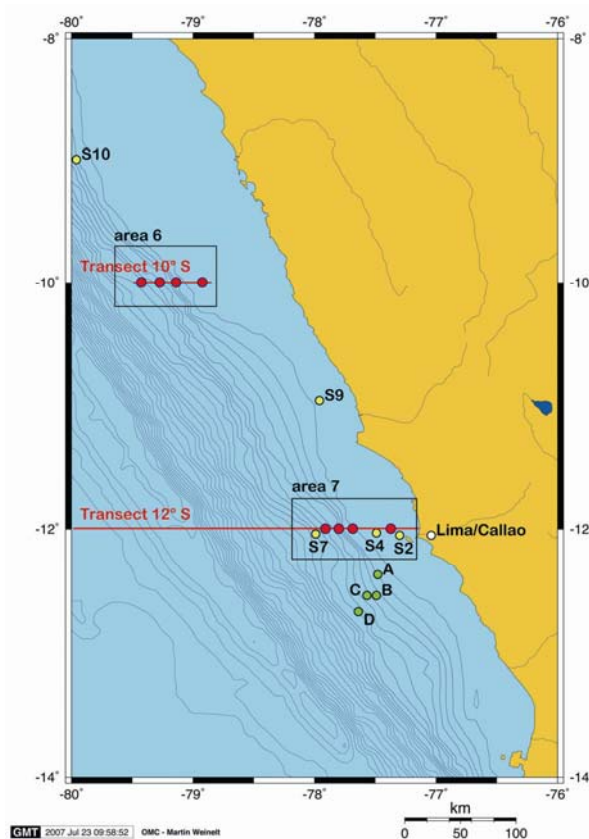 -80° -79° -78° -77° -76°
-8° -8°
S10
area 6
Transect 10° S
-10° -10°
S9
area 7
Transect 12° S
-12° -12°
S7 S4 S2 Lima/Callao
A
C B
D
-14° -14°
-80° -79° -78° -77° -76°
km
GMT 2007 Jul 23 09:58:52 OMC - Martin Weinelt
0 50 100